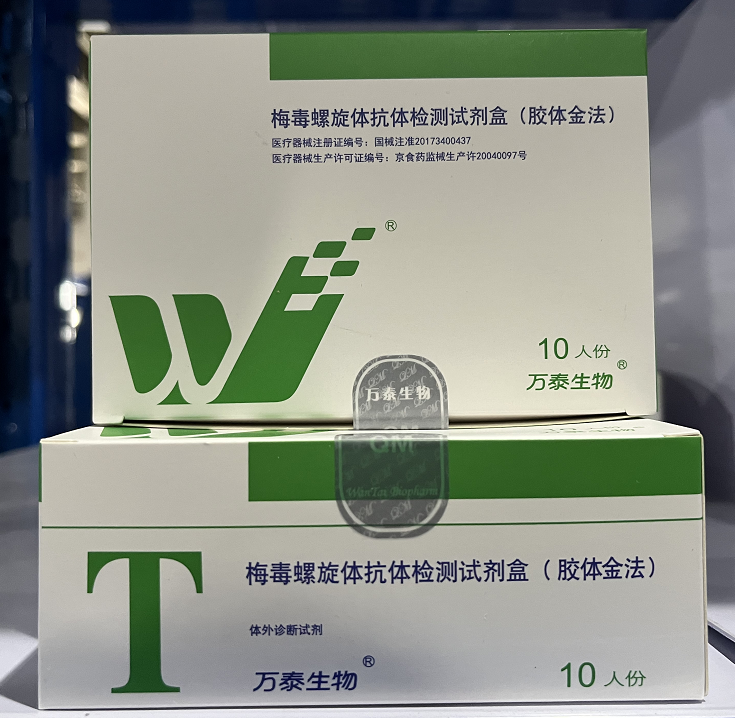 梅毒螺旋体抗体检测试剂盒（胶体金法）
医疗器械注册证编号：国械注准20173400437
医疗器械生产许可证编号：京食药监械生产许20040097号
®
10人份
万泰生物®
万泰生物
QM
WanTai Biopharm
T
梅毒螺旋体抗体检测试剂盒（胶体金法）
体外诊断试剂
万泰生物®
10人份